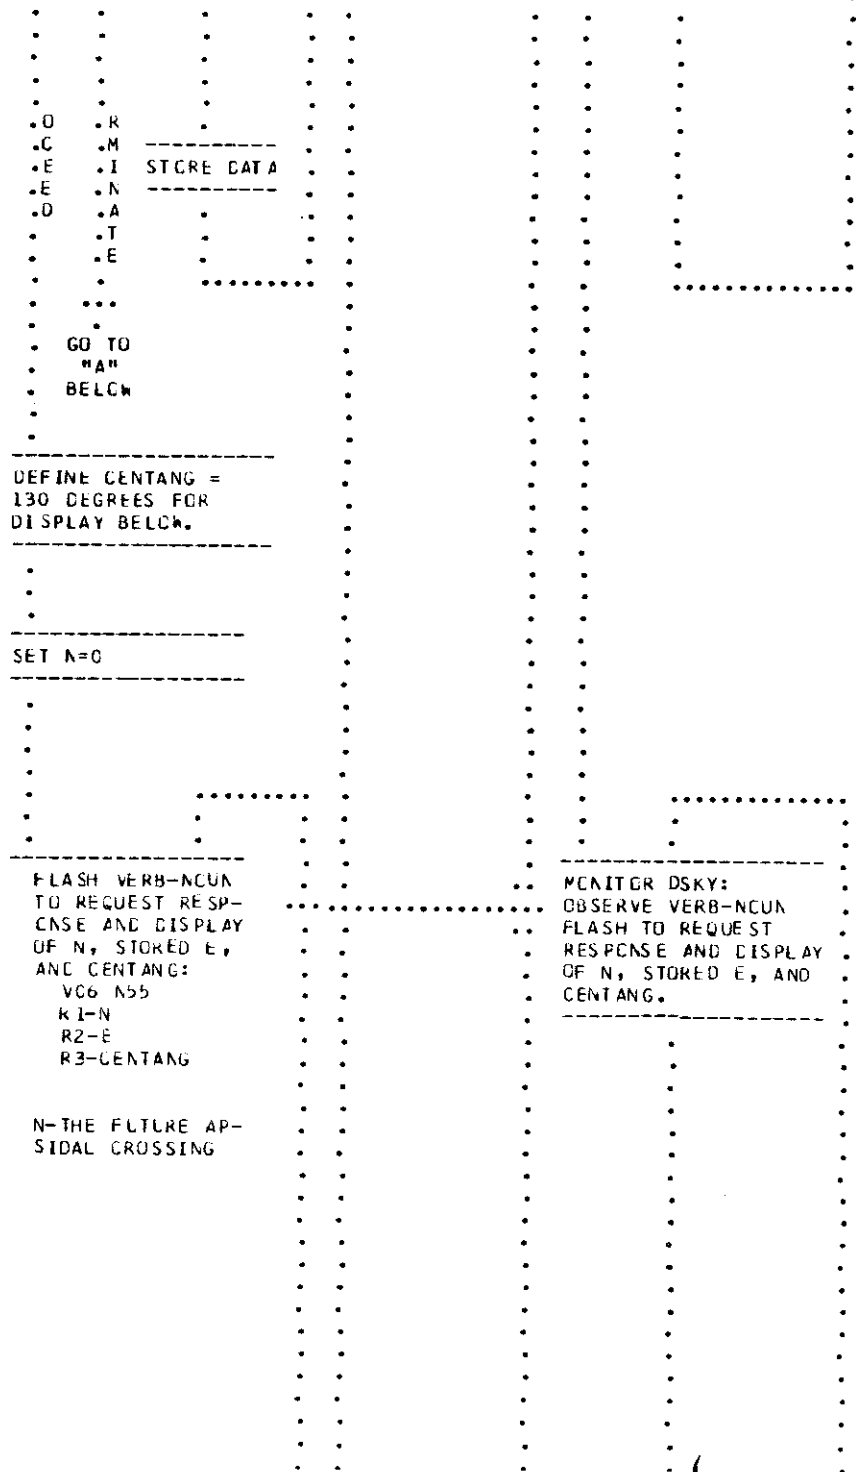 OCEED
RMINATE
STORE DATA
GO TO
"A"
BELOW
DEFINE CENTANG =
130 DEGREES FOR
DISPLAY BELOW.
SET N=0
FLASH VERB-NOUN
TO REQUEST RESP-
ONSE AND DISPLAY
OF N, STORED E,
AND CENTANG:
V06 N55
R1-N
R2-E
R3-CENTANG
N-THE FUTURE AP-
SIDAL CROSSING
MONITOR DSKY:
OBSERVE VERB-NOUN
FLASH TO REQUEST
RESPONSE AND DISPLAY
OF N, STORED E, AND
CENTANG.